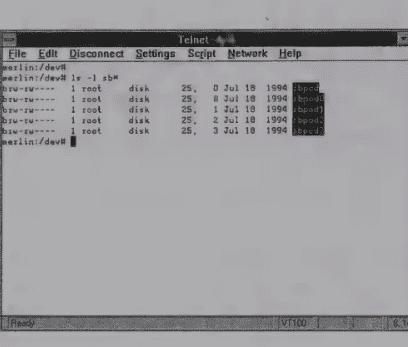 Telnet
File Edit Disconnect Settings Script Network Help
merlin:/dev#
merlin:/dev# ls -l sb*
brw-rw---- 1 root disk 25, 0 Jul 18 1994 sbpcd
brw-rw---- 1 root disk 25, 0 Jul 18 1994 sbpcd0
brw-rw---- 1 root disk 25, 1 Jul 18 1994 sbpcd1
brw-rw---- 1 root disk 25, 2 Jul 18 1994 sbpcd2
brw-rw---- 1 root disk 25, 3 Jul 18 1994 sbpcd3
merlin:/dev#
Ready VT100